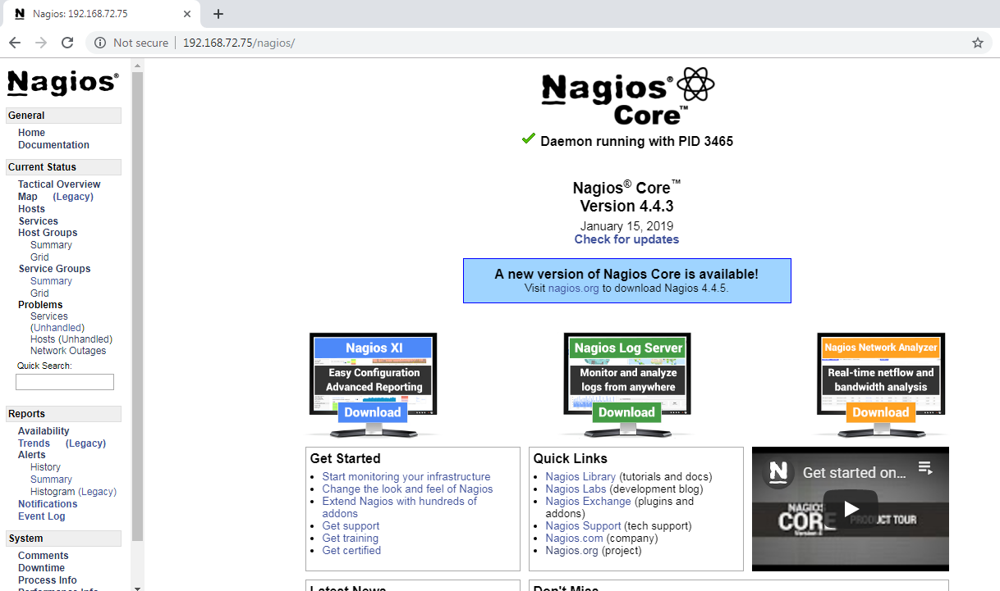 Nagios: 192.168.72.75
Not secure
192.168.72.75/nagios/
Nagios®
General
Home
Documentation
Current Status
Tactical Overview
Map (Legacy)
Hosts
Services
Host Groups
Summary
Grid
Service Groups
Summary
Grid
Problems
Services
(Unhandled)
Hosts (Unhandled)
Network Outages
Quick Search:
Reports
Availability
Trends (Legacy)
Alerts
History
Summary
Histogram (Legacy)
Notifications
Event Log
System
Comments
Downtime
Process Info
Performance Info
Nagios®
Core™
Daemon running with PID 3465
Nagios® Core™
Version 4.4.3
January 15, 2019
Check for updates
A new version of Nagios Core is available!
Visit nagios.org to download Nagios 4.4.5.
Nagios XI
Easy Configuration
Advanced Reporting
Download
Nagios Log Server
Monitor and analyze
logs from anywhere
Download
Nagios Network Analyzer
Real-time netflow and
bandwidth analysis
Download
Get Started
Start monitoring your infrastructure
Change the look and feel of Nagios
Extend Nagios with hundreds of
addons
Get support
Get training
Get certified
Quick Links
Nagios Library (tutorials and docs)
Nagios Labs (development blog)
Nagios Exchange (plugins and
addons)
Nagios Support (tech support)
Nagios.com (company)
Nagios.org (project)
N
Get started on...
NAGIOS
CORE PRODUCT TOUR
Latest News
Don't Miss